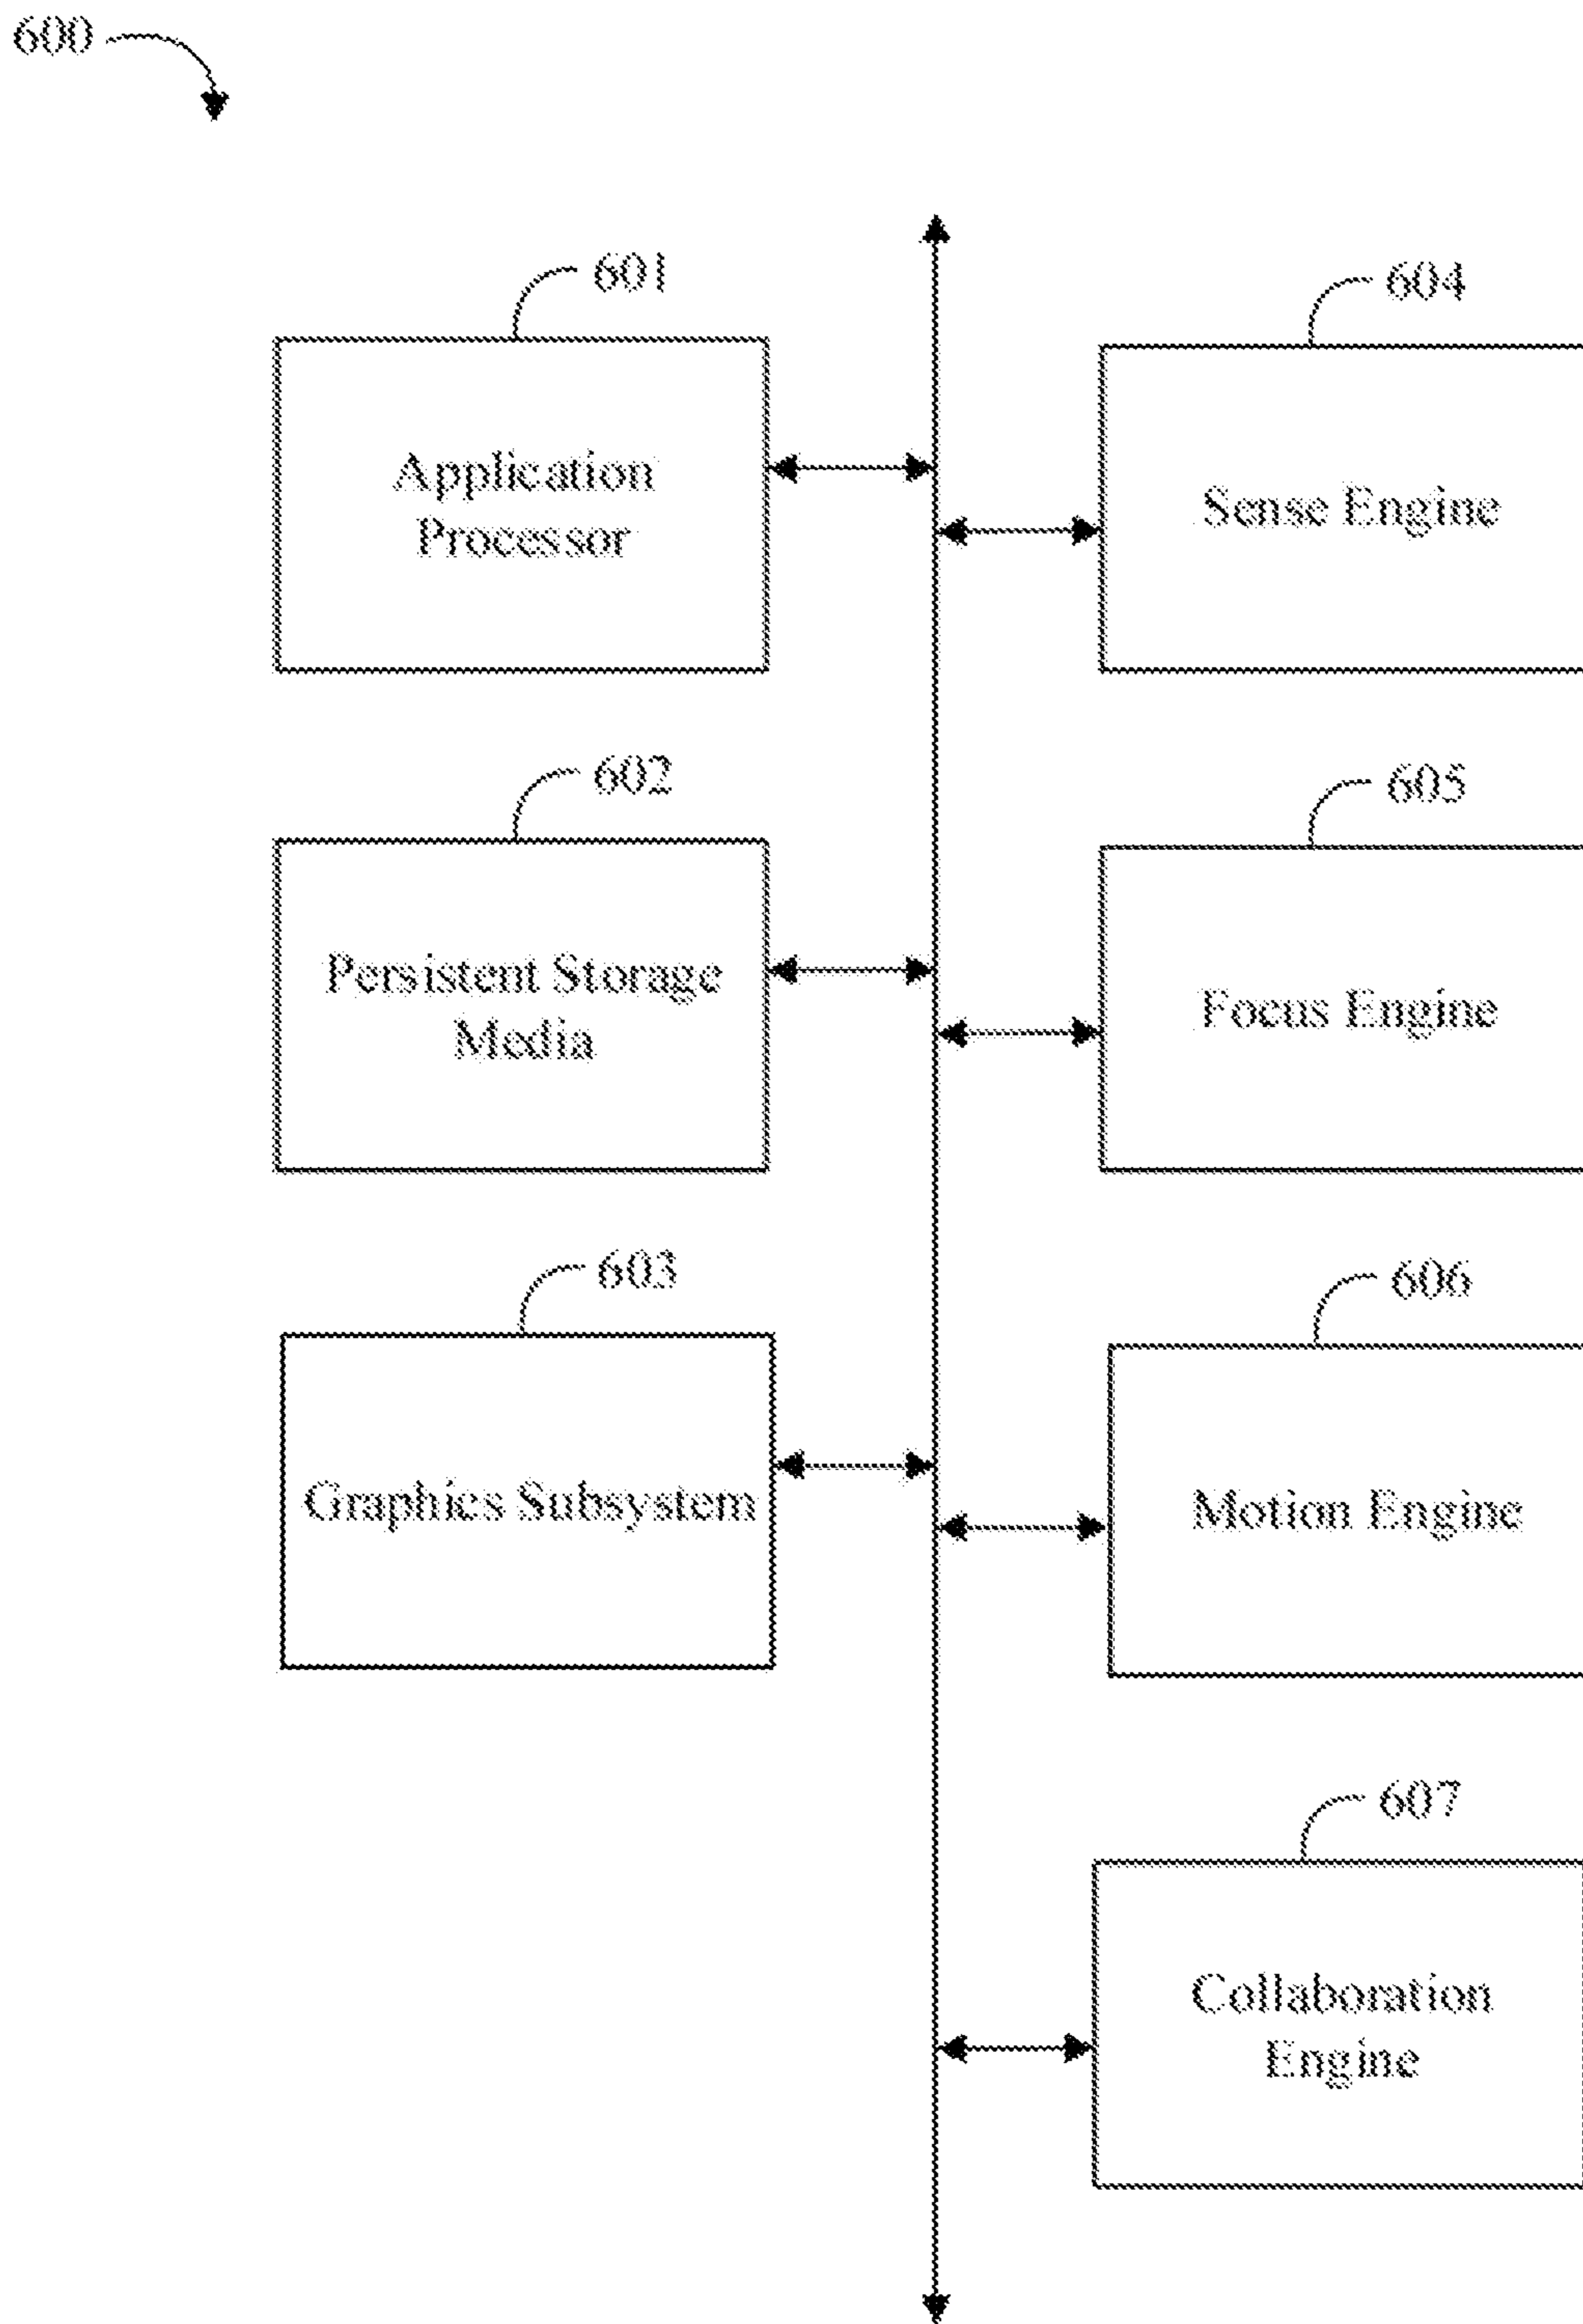 600
601
Application
Processor
604
Sense Engine
602
Persistent Storage
Media
605
Focus Engine
603
Graphics Subsystem
606
Motion Engine
607
Collaboration
Engine